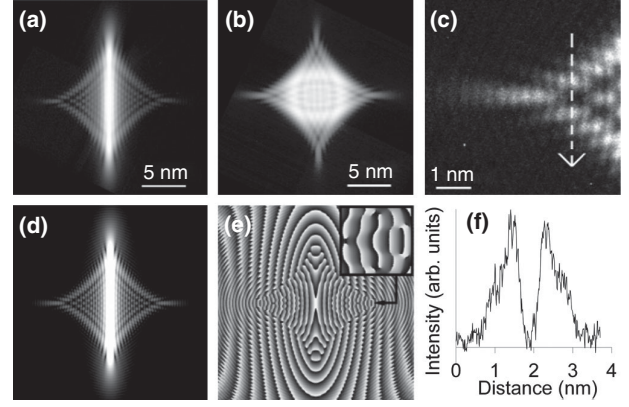 (a)
5 nm
(b)
5 nm
(c)
1 nm
(d)
(e)
(f)
Intensity (arb. units)
0 1 2 3 4
Distance (nm)